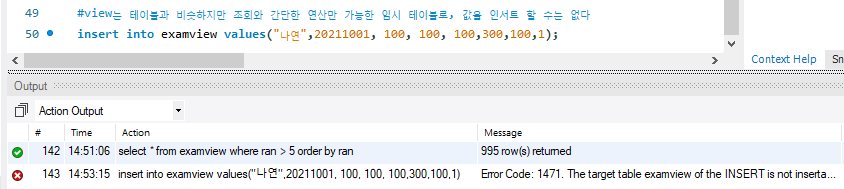 49 #view는 테이블과 비슷하지만 조회와 간단한 연산만 가능한 임시 테이블로, 값을 인서트 할 수는 없다
50 insert into examview values("나연",20211001, 100, 100, 100,300,100,1);
Context Help Sn
Output
Action Output
# Time Action Message
142 14:51:06 select * from examview where ran > 5 order by ran 995 row(s) returned
143 14:53:15 insert into examview values("나연",20211001, 100, 100, 100,300,100,1) Error Code: 1471. The target table examview of the INSERT is not inserta...